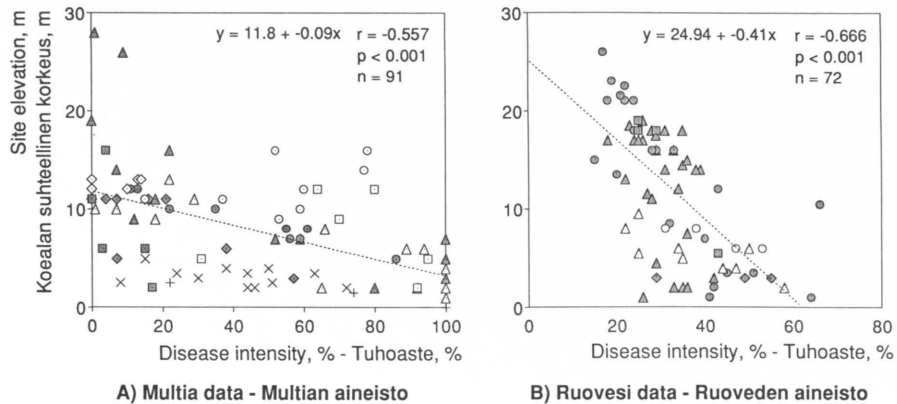 Site elevation, m
Koealan suhteellinen korkeus, m
30
20
10
0
y = 11.8 + -0.09x r = -0.557
p < 0.001
n = 91
0 20 40 60 80 100
Disease intensity, % - Tuhoaste, %
A) Multia data - Multian aineisto
30
20
10
0
y = 24.94 + -0.41x r = -0.666
p < 0.001
n = 72
0 20 40 60 80
Disease intensity, % - Tuhoaste, %
B) Ruovesi data - Ruoveden aineisto